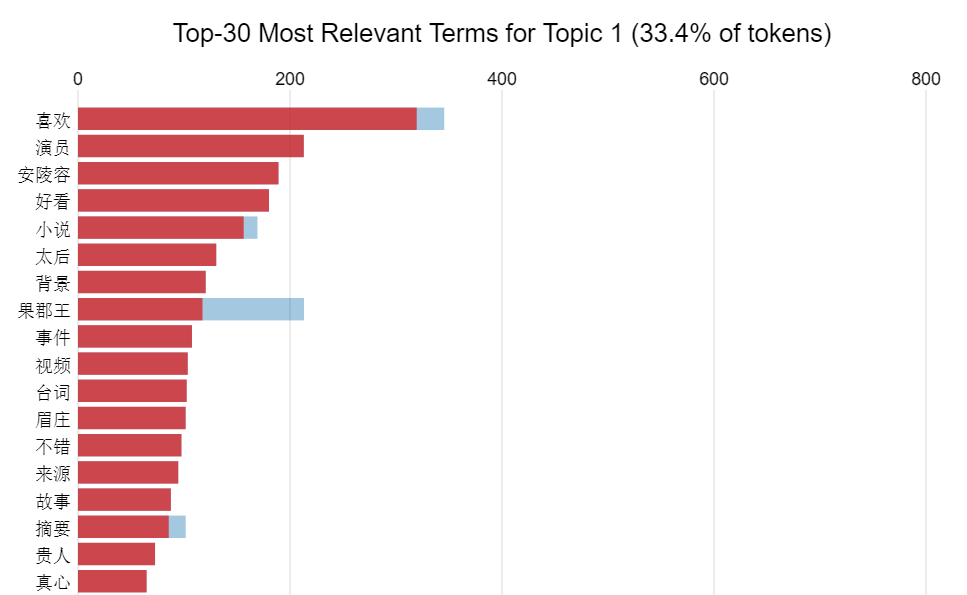 Top-30 Most Relevant Terms for Topic 1 (33.4% of tokens)
0 200 400 600 800
喜欢
演员
安陵容
好看
小说
太后
背景
果郡王
事件
视频
台词
眉庄
不错
来源
故事
摘要
贵人
真心